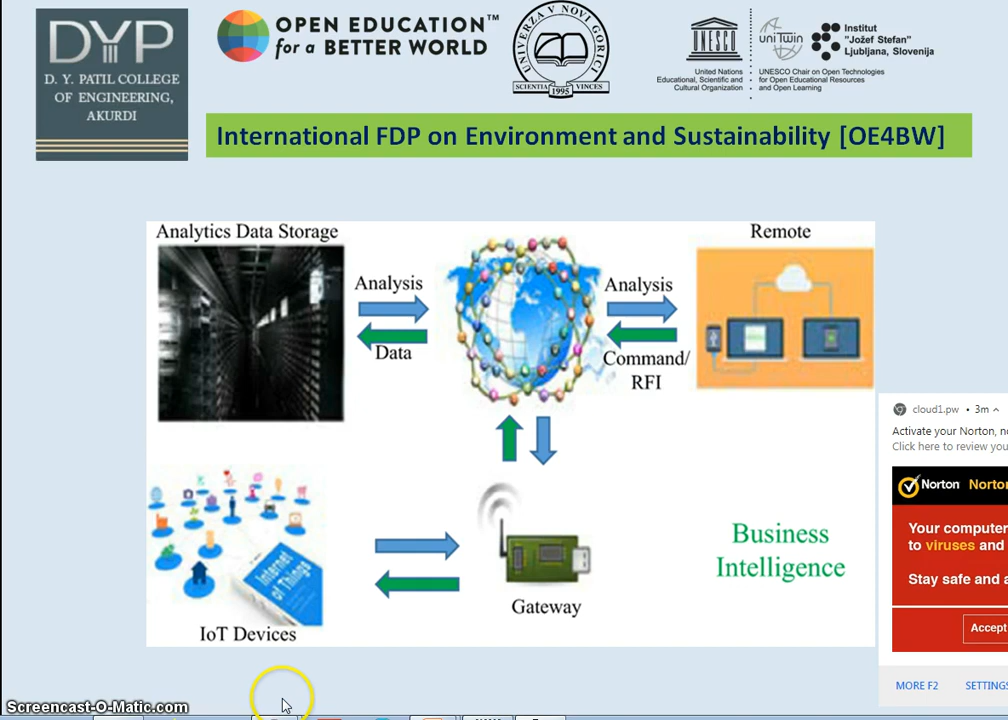 DYP
D. Y. PATIL COLLEGE
OF ENGINEERING,
AKURDI
OPEN EDUCATION™
for a BETTER WORLD
UNIVERZA V NOVI GORICI
SCIENTIA VINCES
1995
UNESCO
United Nations
Educational, Scientific and
Cultural Organization
uniTwin
Institut
"Jožef Stefan"
Ljubljana, Slovenija
UNESCO Chair on Open Technologies
for Open Educational Resources
and Open Learning
International FDP on Environment and Sustainability [OE4BW]
Analytics Data Storage
Remote
Analysis
Data
Analysis
Command/
RFI
Internet
of Things
IoT Devices
Gateway
Business
Intelligence
cloud1.pw • 3m
Activate your Norton,
Click here to review
Norton
Your computer
to viruses and
Stay safe and
Accept
MORE F2
SETTINGS
Screencast-O-Matic.com